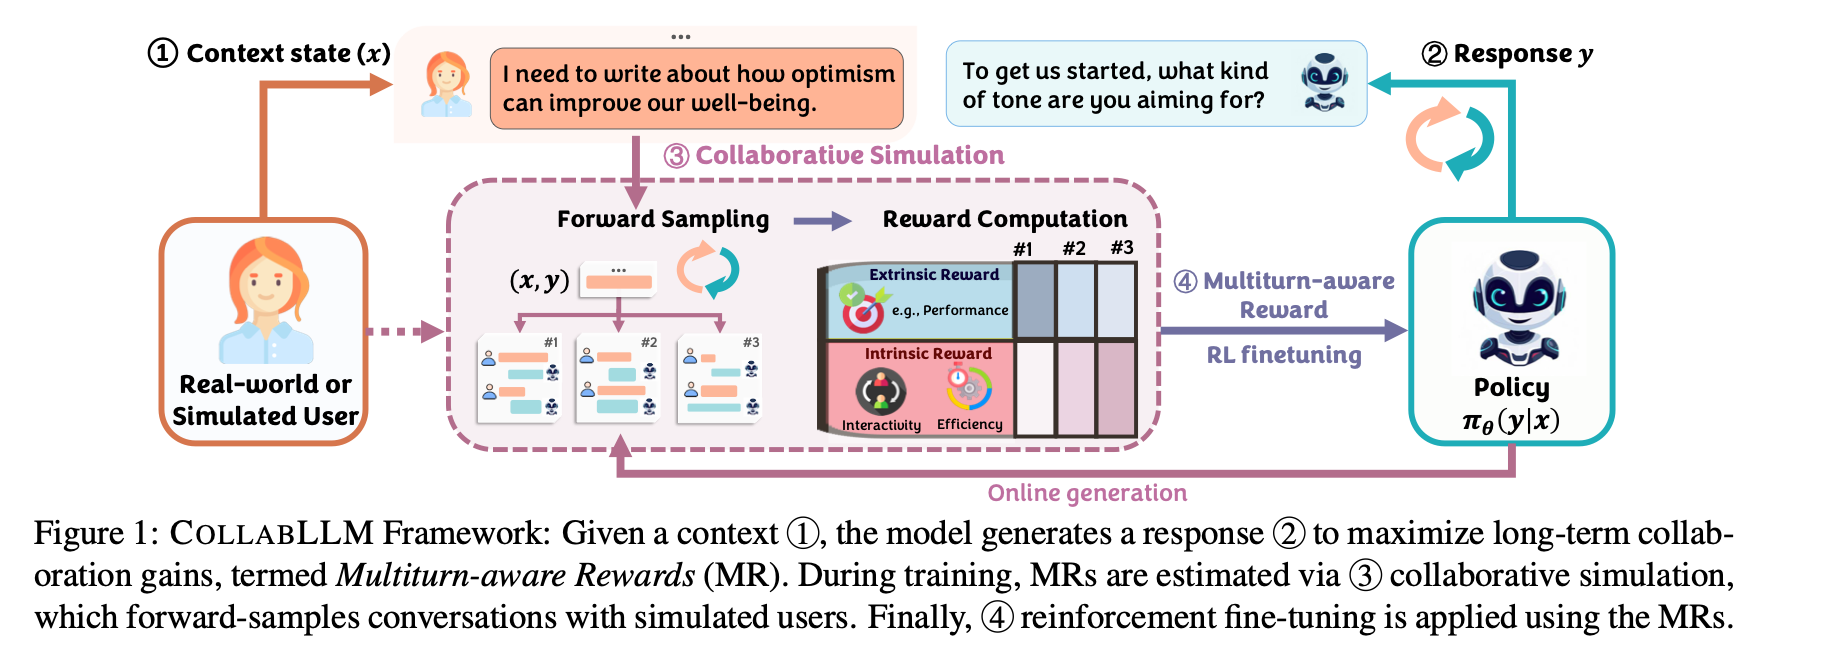 ① Context state (x)
...
I need to write about how optimism
can improve our well-being.
To get us started, what kind
of tone are you aiming for?
② Response y
③ Collaborative Simulation
Forward Sampling
Reward Computation
#1 #2 #3
(x, y)
...
#1
#2
#3
Extrinsic Reward
e.g., Performance
Intrinsic Reward
Interactivity
Efficiency
Real-world or
Simulated User
④ Multiturn-aware
Reward
RL finetuning
Policy
πθ(y|x)
Online generation
Figure 1: COLLABLLM Framework: Given a context ①, the model generates a response ② to maximize long-term collab-
oration gains, termed Multiturn-aware Rewards (MR). During training, MRs are estimated via ③ collaborative simulation,
which forward-samples conversations with simulated users. Finally, ④ reinforcement fine-tuning is applied using the MRs.